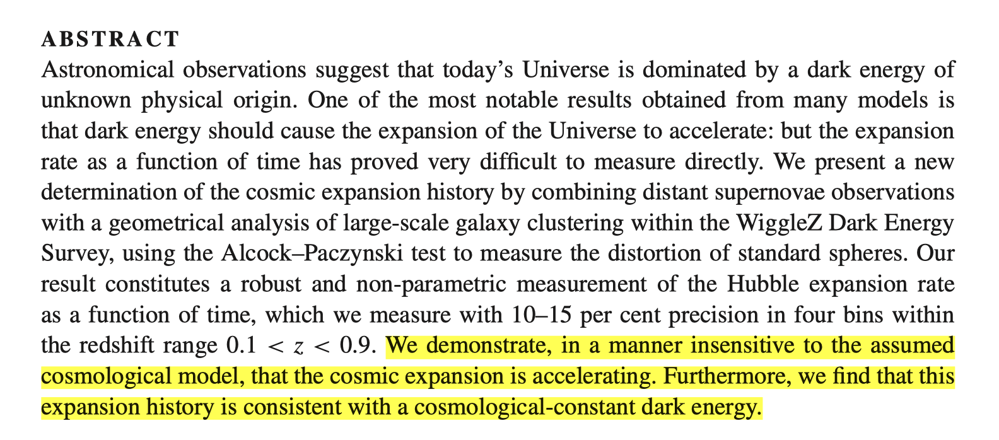 ABSTRACT
Astronomical observations suggest that today’s Universe is dominated by a dark energy of
unknown physical origin. One of the most notable results obtained from many models is
that dark energy should cause the expansion of the Universe to accelerate: but the expansion
rate as a function of time has proved very difficult to measure directly. We present a new
determination of the cosmic expansion history by combining distant supernovae observations
with a geometrical analysis of large-scale galaxy clustering within the WiggleZ Dark Energy
Survey, using the Alcock–Paczynski test to measure the distortion of standard spheres. Our
result constitutes a robust and non-parametric measurement of the Hubble expansion rate
as a function of time, which we measure with 10–15 per cent precision in four bins within
the redshift range 0.1 < z < 0.9. We demonstrate, in a manner insensitive to the assumed
cosmological model, that the cosmic expansion is accelerating. Furthermore, we find that this
expansion history is consistent with a cosmological-constant dark energy.